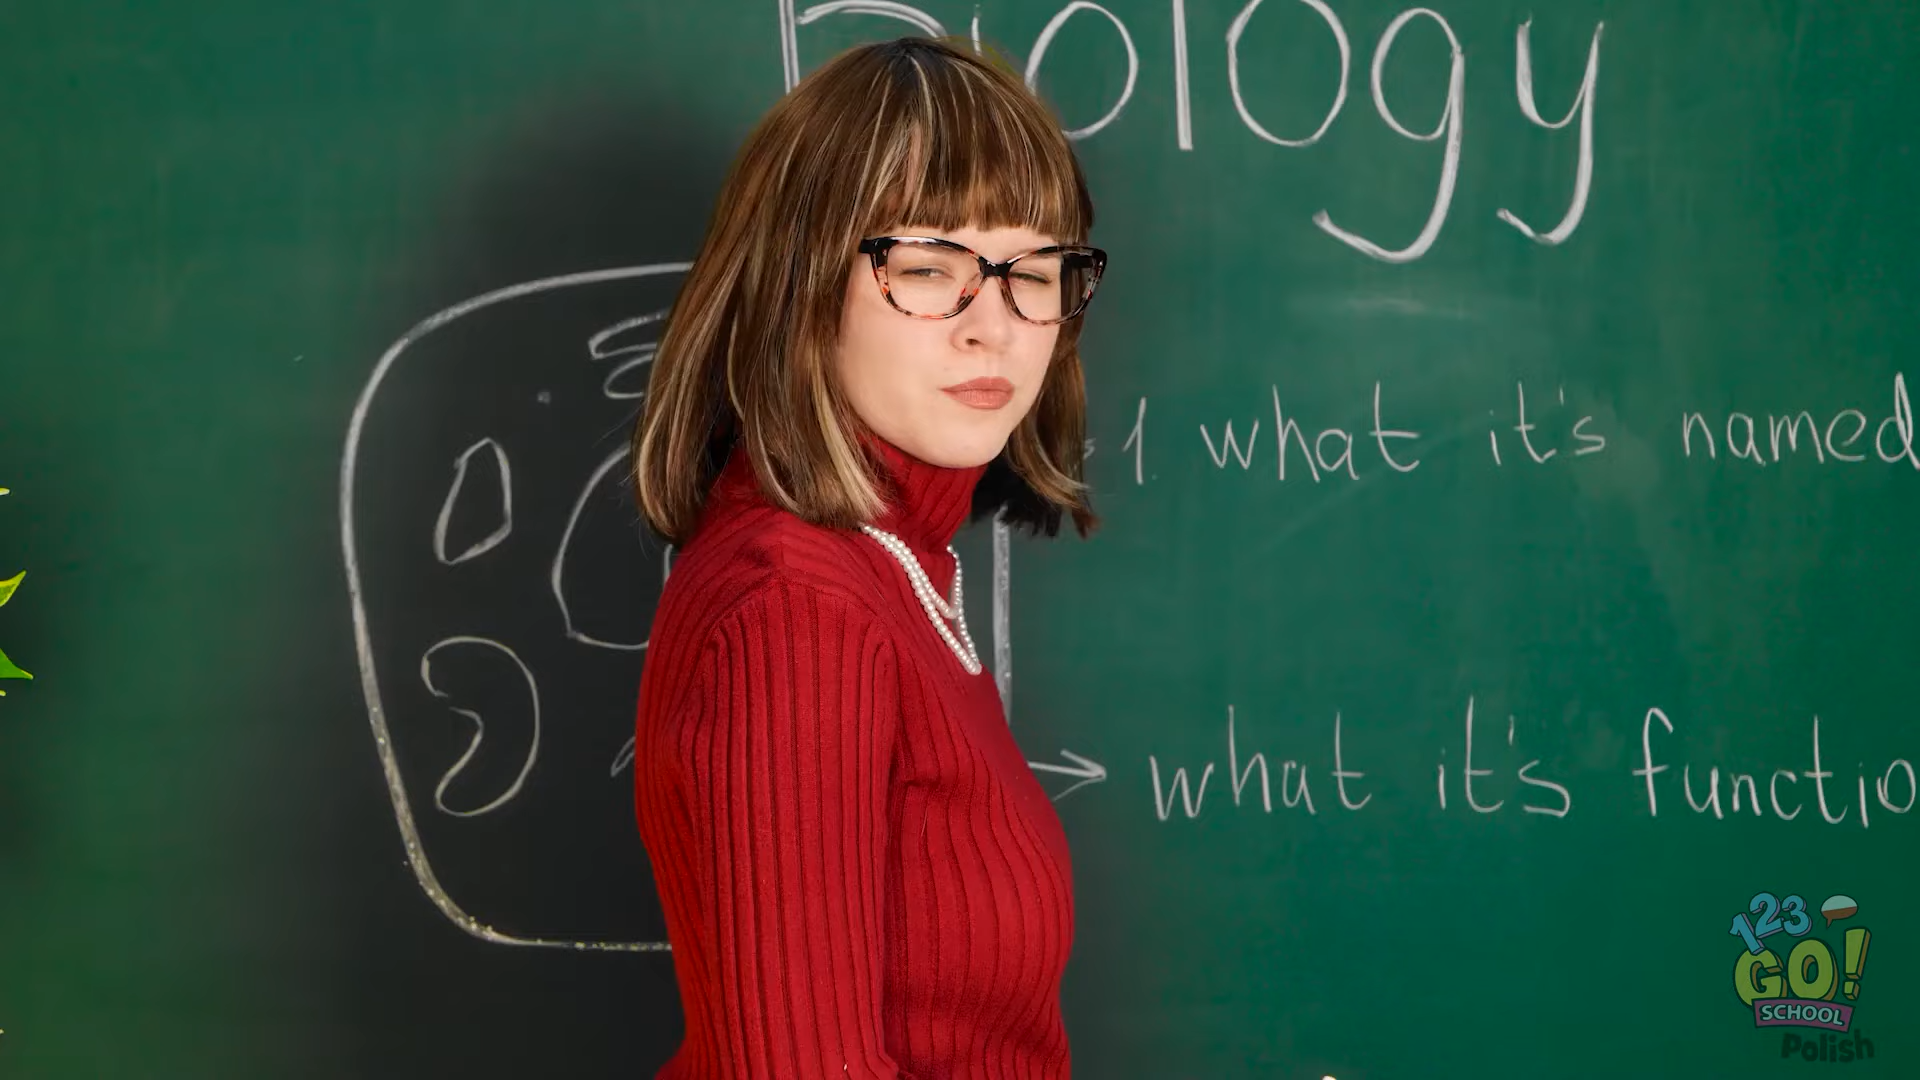 Biology
1. what it's named
what it's functio
123
GO!
SCHOOL
Polish